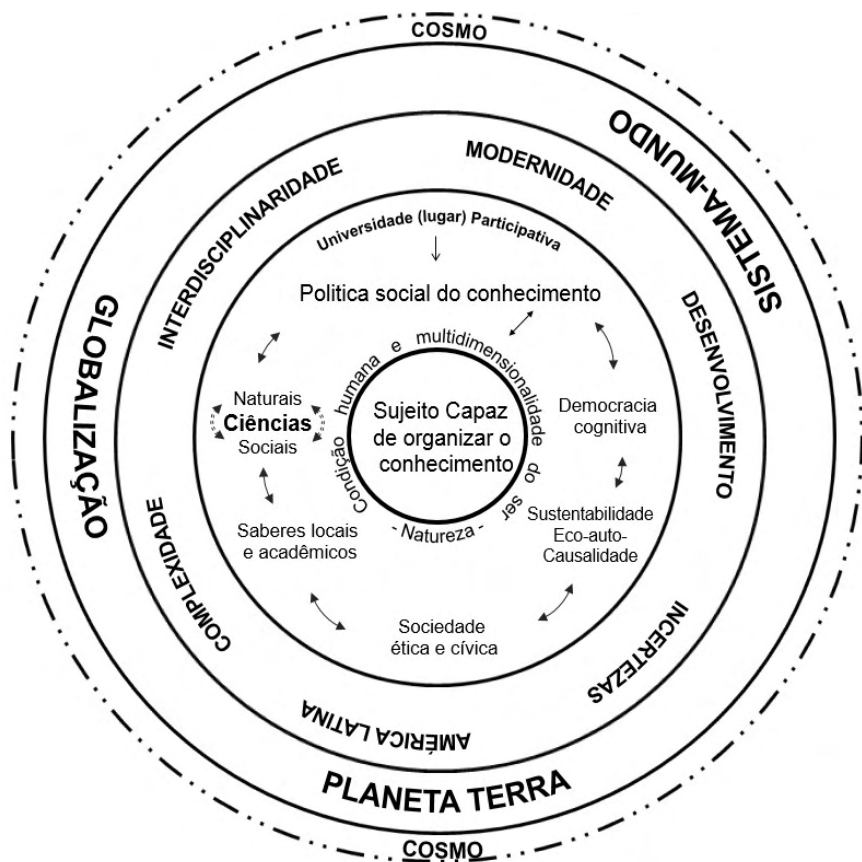 COSMO
SISTEMA-MUNDO
GLOBALIZAÇÃO
PLANETA TERRA
COSMO
INTERDISCIPLINARIDADE
MODERNIDADE
DESENVOLVIMENTO
INCERTEZAS
AMÉRICA LATINA
COMPLEXIDADE
Universidade (lugar) Participativa
Politica social do conhecimento
Naturais
Ciências
Sociais
Democracia
cognitiva
Saberes locais
e acadêmicos
Sustentabilidade
Eco-auto-
Causalidade
Sociedade
ética e cívica
Condição humana e multidimensionalidade do ser
- Natureza -
Sujeito Capaz
de organizar o
conhecimento